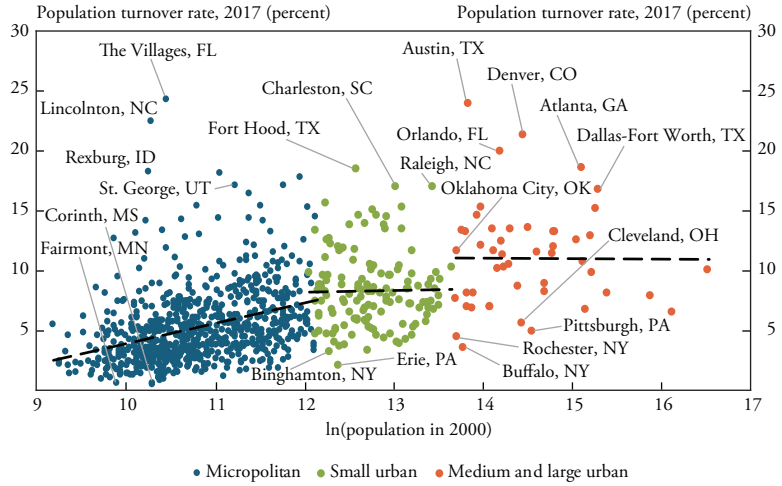 Population turnover rate, 2017 (percent) Population turnover rate, 2017 (percent)
30 30
The Villages, FL Austin, TX
Denver, CO
25 25
Charleston, SC
Lincolnton, NC Atlanta, GA
Fort Hood, TX Orlando, FL Dallas-Fort Worth, TX
20 20
Rexburg, ID Raleigh, NC
St. George, UT Oklahoma City, OK
15 15
Corinth, MS
Cleveland, OH
Fairmont, MN
10 10
5 Pittsburgh, PA 5
Rochester, NY
Erie, PA
Binghamton, NY Buffalo, NY
9 10 11 12 13 14 15 16 17
ln(population in 2000)
Micropolitan Small urban Medium and large urban